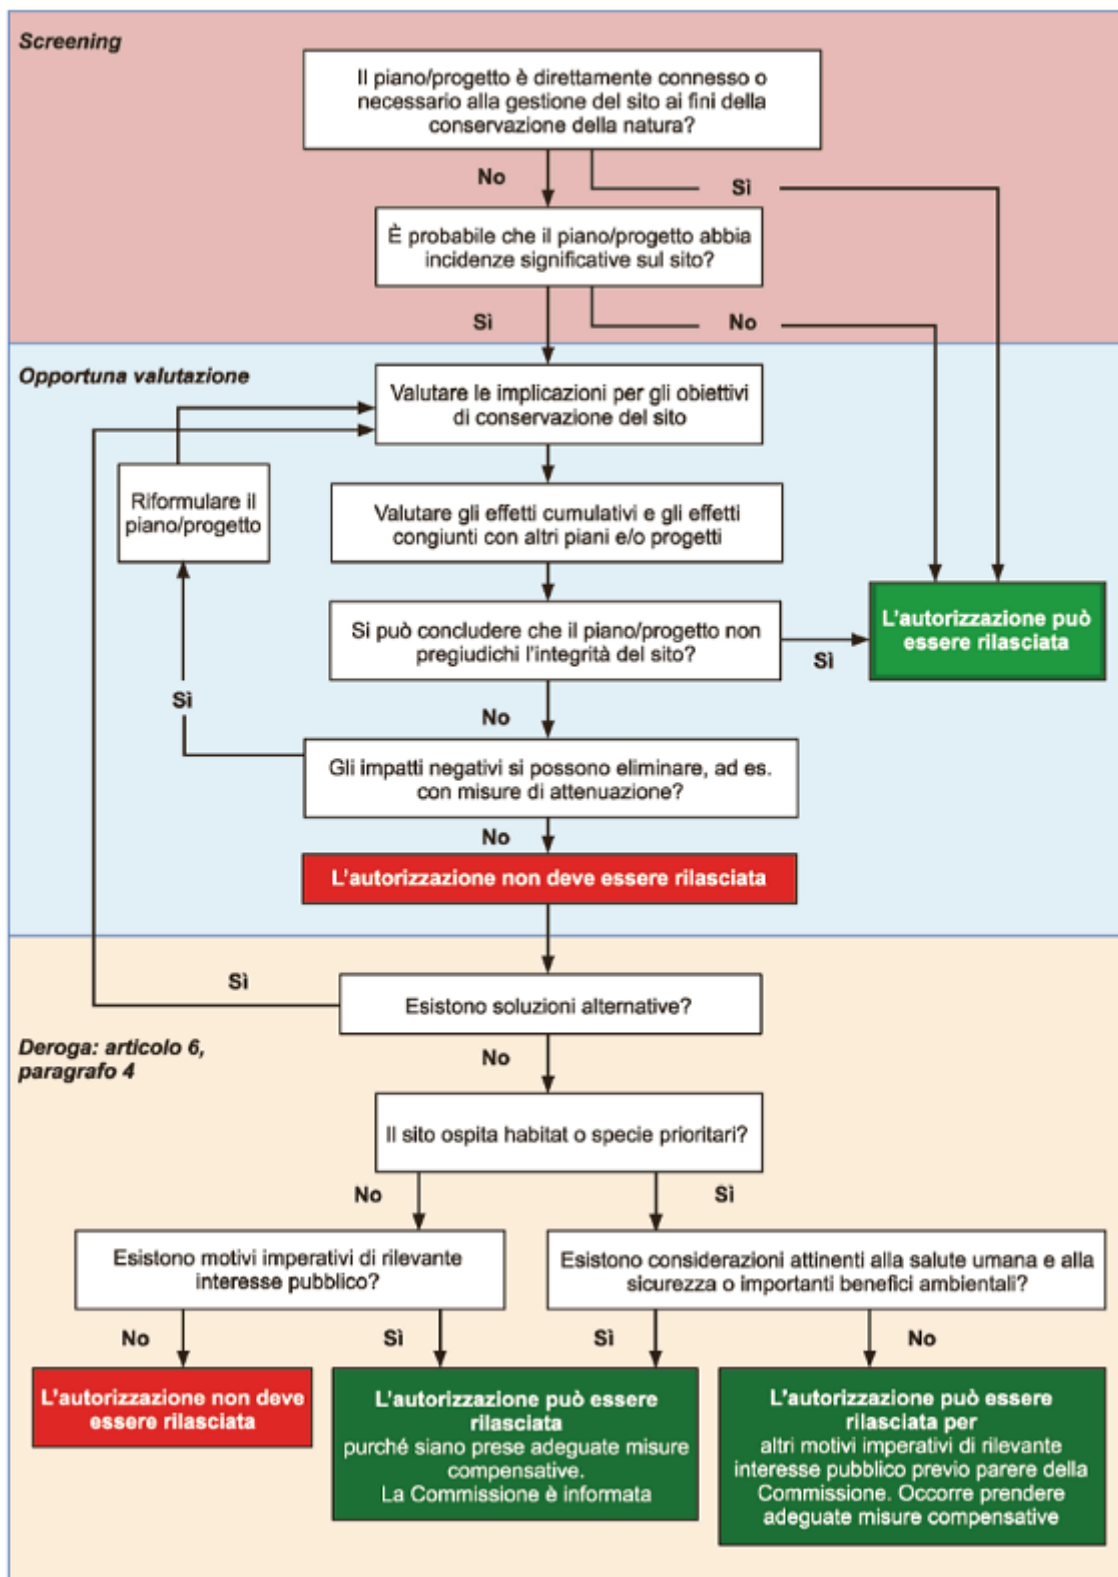 Screening
Il piano/progetto è direttamente connesso o
necessario alla gestione del sito ai fini della
conservazione della natura?
No
Sì
È probabile che il piano/progetto abbia
incidenze significative sul sito?
Sì
No
Opportuna valutazione
Valutare le implicazioni per gli obiettivi
di conservazione del sito
Riformulare il
piano/progetto
Valutare gli effetti cumulativi e gli effetti
congiunti con altri piani e/o progetti
L'autorizzazione può
essere rilasciata
Si può concludere che il piano/progetto non
pregiudichi l'integrità del sito?
Sì
Sì
No
Gli impatti negativi si possono eliminare, ad es.
con misure di attenuazione?
No
L'autorizzazione non deve essere rilasciata
Sì
Esistono soluzioni alternative?
Deroga: articolo 6,
paragrafo 4
No
Il sito ospita habitat o specie prioritari?
No
Sì
Esistono motivi imperativi di rilevante
interesse pubblico?
Esistono considerazioni attinenti alla salute umana e alla
sicurezza o importanti benefici ambientali?
No
Sì
Sì
No
L'autorizzazione non deve
essere rilasciata
L'autorizzazione può essere
rilasciata
purché siano prese adeguate misure
compensative.
La Commissione è informata
L'autorizzazione può essere
rilasciata per
altri motivi imperativi di rilevante
interesse pubblico previo parere della
Commissione. Occorre prendere
adeguate misure compensative